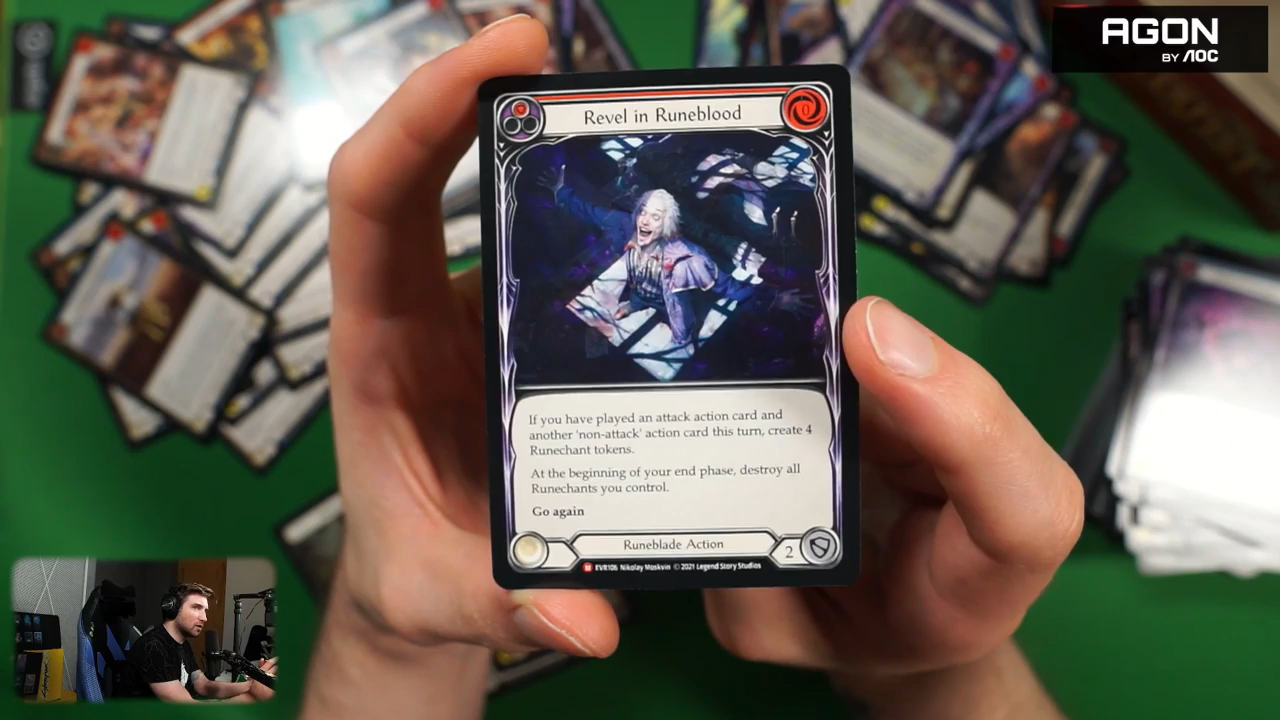 AGON
BY AOC
Revel in Runeblood
0
If you have played an attack action card and
another 'non-attack' action card this turn, create 4
Runechant tokens.
At the beginning of your end phase, destroy all
Runechants you control.
Go again
Runeblade Action
2
M EVR106 Nikolay Moskvin © 2021 Legend Story Studios